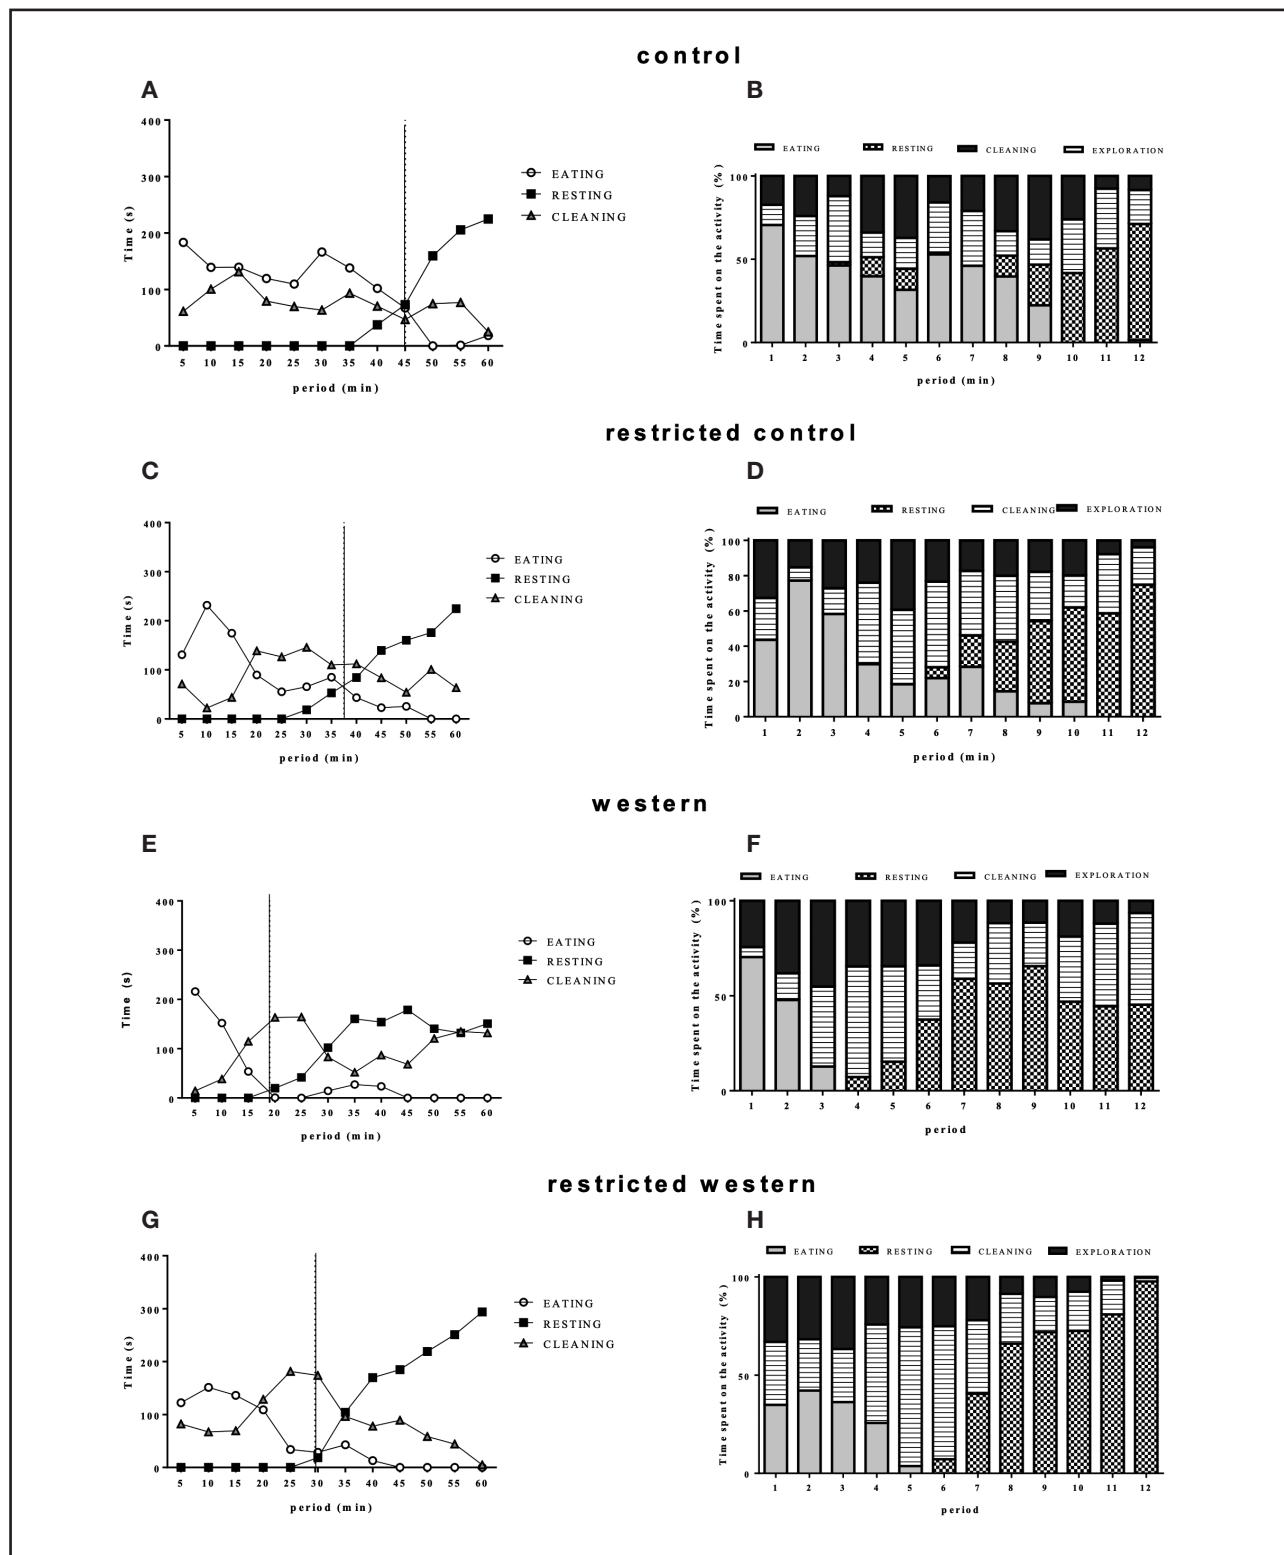 control
A
B
400
300
200
100
0
Time (s)
5 10 15 20 25 30 35 40 45 50 55 60
period (min)
EATING
RESTING
CLEANING
EATING RESTING CLEANING EXPLORATION
100
50
0
Time spent on the activity (%)
1 2 3 4 5 6 7 8 9 10 11 12
period (min)
restricted control
C
D
400
300
200
100
0
Time (s)
5 10 15 20 25 30 35 40 45 50 55 60
period (min)
EATING
RESTING
CLEANING
EATING RESTING CLEANING EXPLORATION
100
80
60
40
20
0
Time spent on the activity (%)
1 2 3 4 5 6 7 8 9 10 11 12
period (min)
western
E
F
400
300
200
100
0
Time (s)
5 10 15 20 25 30 35 40 45 50 55 60
period (min)
EATING
RESTING
CLEANING
EATING RESTING CLEANING EXPLORATION
100
50
0
Time spent on the activity (%)
1 2 3 4 5 6 7 8 9 10 11 12
period
restricted western
G
H
400
300
200
100
0
Time (s)
5 10 15 20 25 30 35 40 45 50 55 60
period (min)
EATING
RESTING
CLEANING
EATING RESTING CLEANING EXPLORATION
100
50
0
Time spent on the activity (%)
1 2 3 4 5 6 7 8 9 10 11 12
period